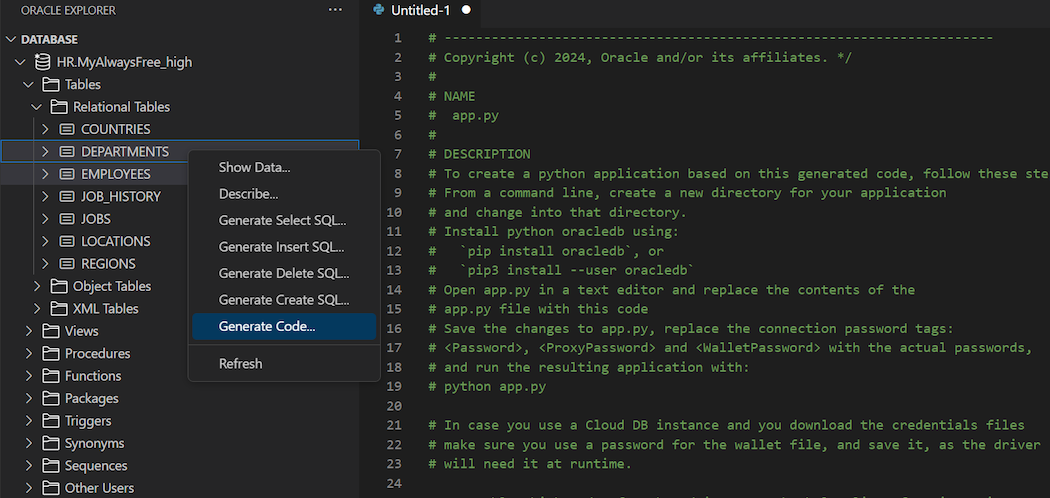 ORACLE EXPLORER
DATABASE
HR.MyAlwaysFree_high
Tables
Relational Tables
COUNTRIES
DEPARTMENTS
EMPLOYEES
JOB_HISTORY
JOBS
LOCATIONS
REGIONS
Object Tables
XML Tables
Views
Procedures
Functions
Packages
Triggers
Synonyms
Sequences
Other Users
Show Data...
Describe...
Generate Select SQL...
Generate Insert SQL...
Generate Delete SQL...
Generate Create SQL...
Generate Code...
Refresh
Untitled-1
1 # ----------------------------------------------------------------------
2 # Copyright (c) 2024, Oracle and/or its affiliates. */
3 #
4 # NAME
5 #  app.py
6 #
7 # DESCRIPTION
8 # To create a python application based on this generated code, follow these ste
9 # From a command line, create a new directory for your application
10 # and change into that directory.
11 # Install python oracledb using:
12 #   `pip install oracledb`, or
13 #   `pip3 install --user oracledb`
14 # Open app.py in a text editor and replace the contents of the
15 # app.py file with this code
16 # Save the changes to app.py, replace the connection password tags:
17 # <Password>, <ProxyPassword> and <WalletPassword> with the actual passwords,
18 # and run the resulting application with:
19 # python app.py
20
21 # In case you use a Cloud DB instance and you download the credentials files
22 # make sure you use a password for the wallet file, and save it, as the driver
23 # will need it at runtime.
24